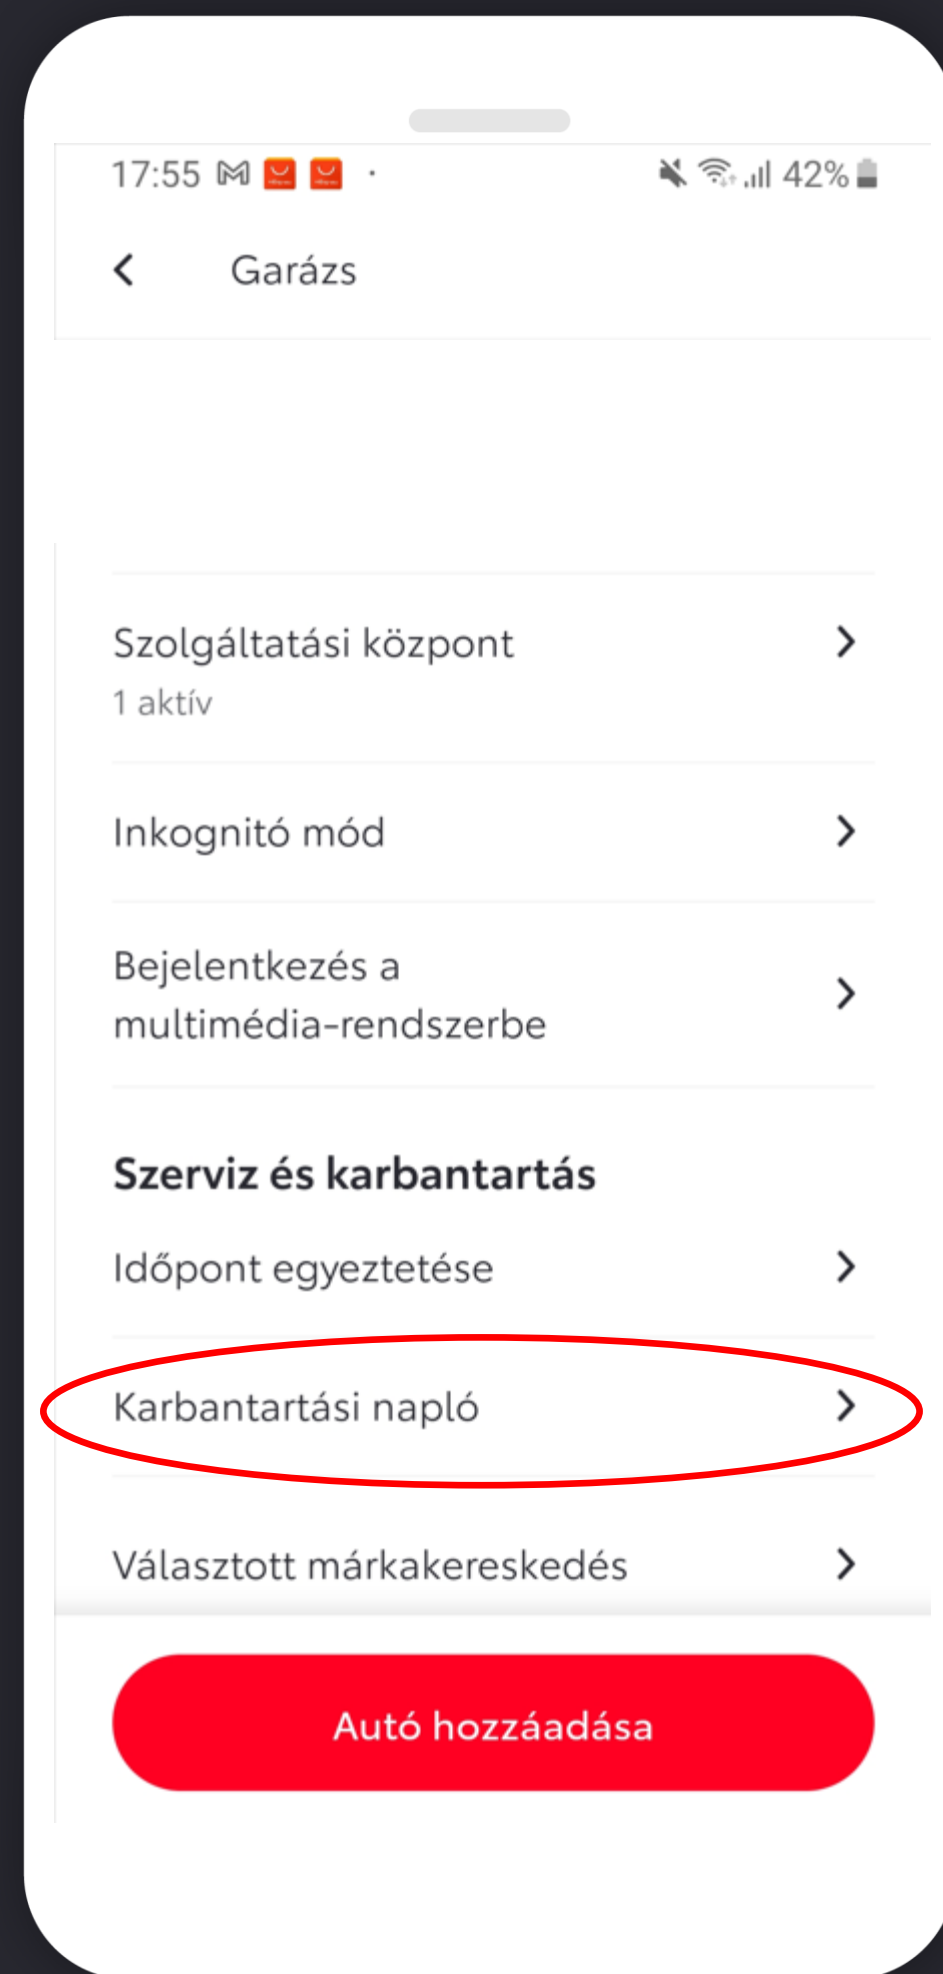 17:55
42%
Garázs
Szolgáltatási központ
1 aktív
Inkognitó mód
Bejelentkezés a
multimédia-rendszerbe
Szerviz és karbantartás
Időpont egyeztetése
Karbantartási napló
Választott márkakereskedés
Autó hozzáadása